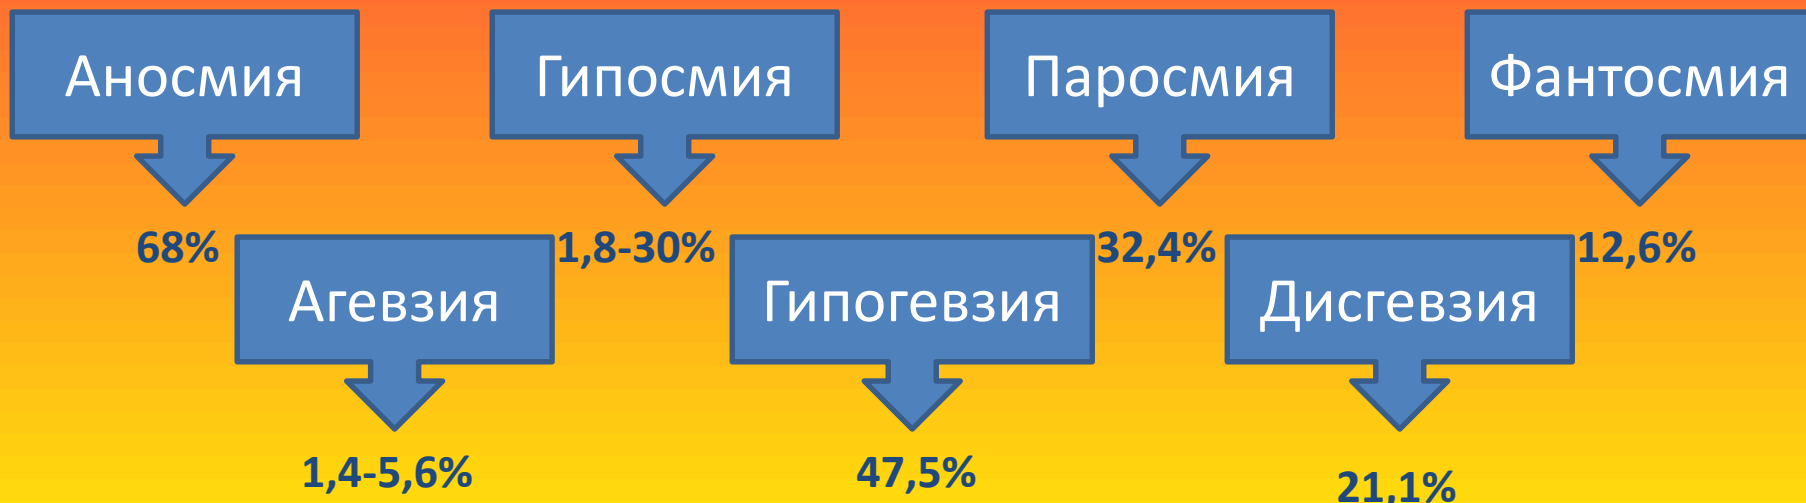 Аносмия
Гипосмия
Паросмия
Фантосмия
68%
1,8-30%
32,4%
12,6%
Агевзия
Гипогевзия
Дисгевзия
1,4-5,6%
47,5%
21,1%